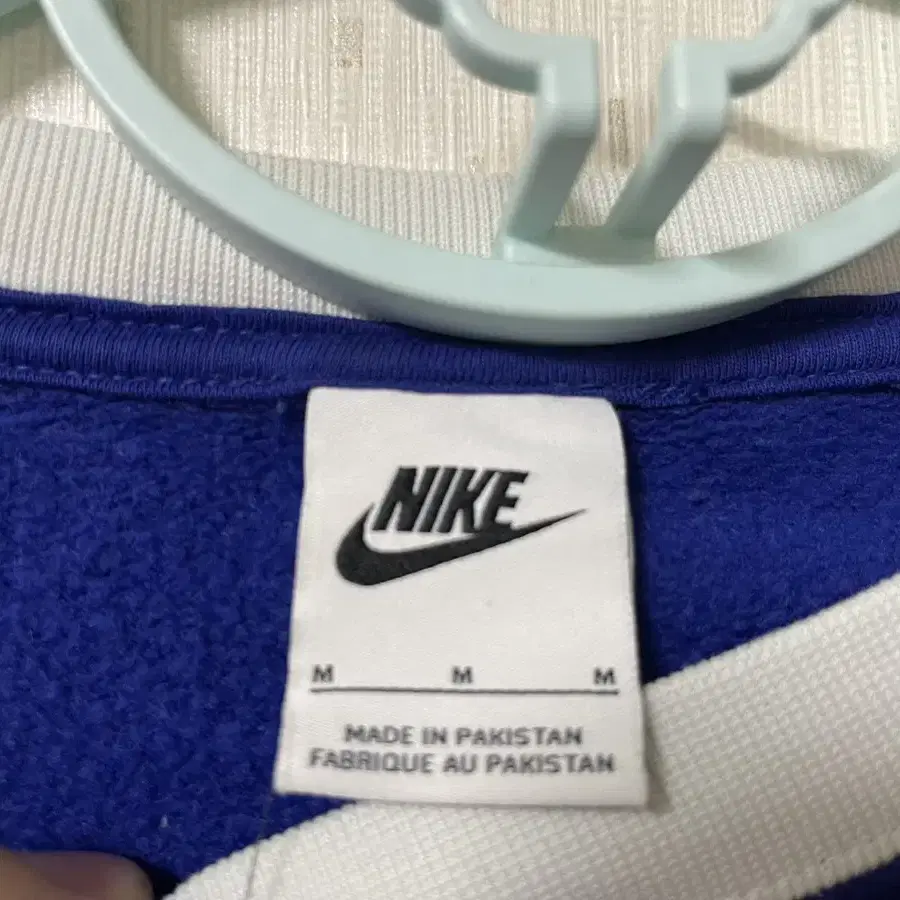 NIKE
M M M
MADE IN PAKISTAN
FABRIQUE AU PAKISTAN